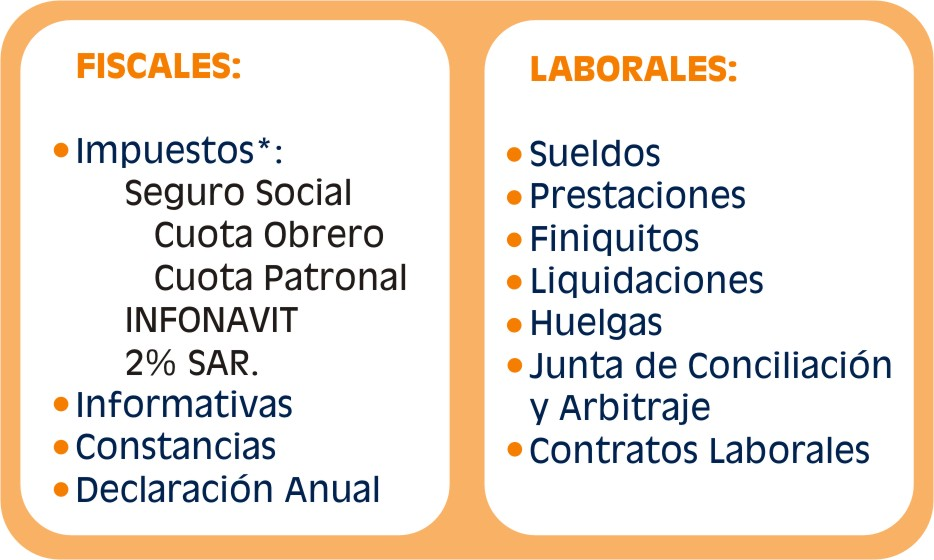 FISCALES:
• Impuestos*:
Seguro Social
Cuota Obrero
Cuota Patronal
INFONAVIT
2% SAR.
• Informativas
• Constancias
• Declaración Anual
LABORALES:
• Sueldos
• Prestaciones
• Finiquitos
• Liquidaciones
• Huelgas
• Junta de Conciliación
y Arbitraje
• Contratos Laborales